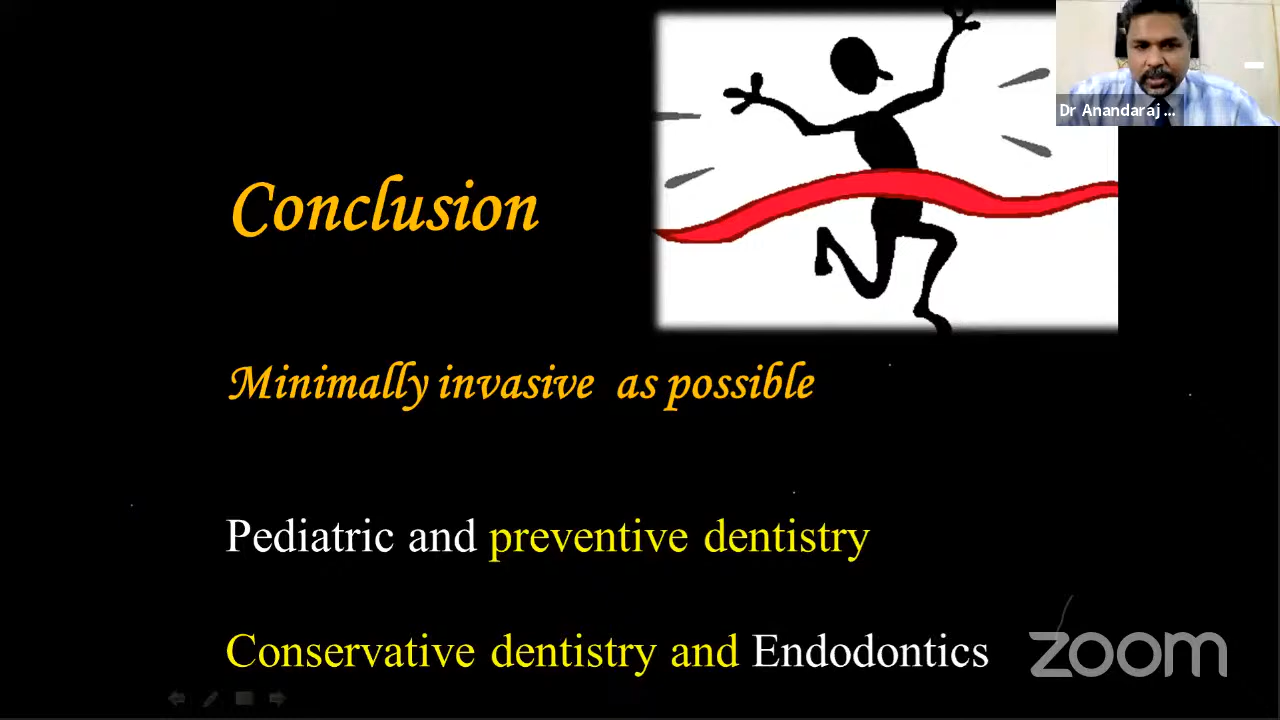 Dr Anandaraj ...
Conclusion
Minimally invasive as possible
Pediatric and preventive dentistry
Conservative dentistry and Endodontics
zoom